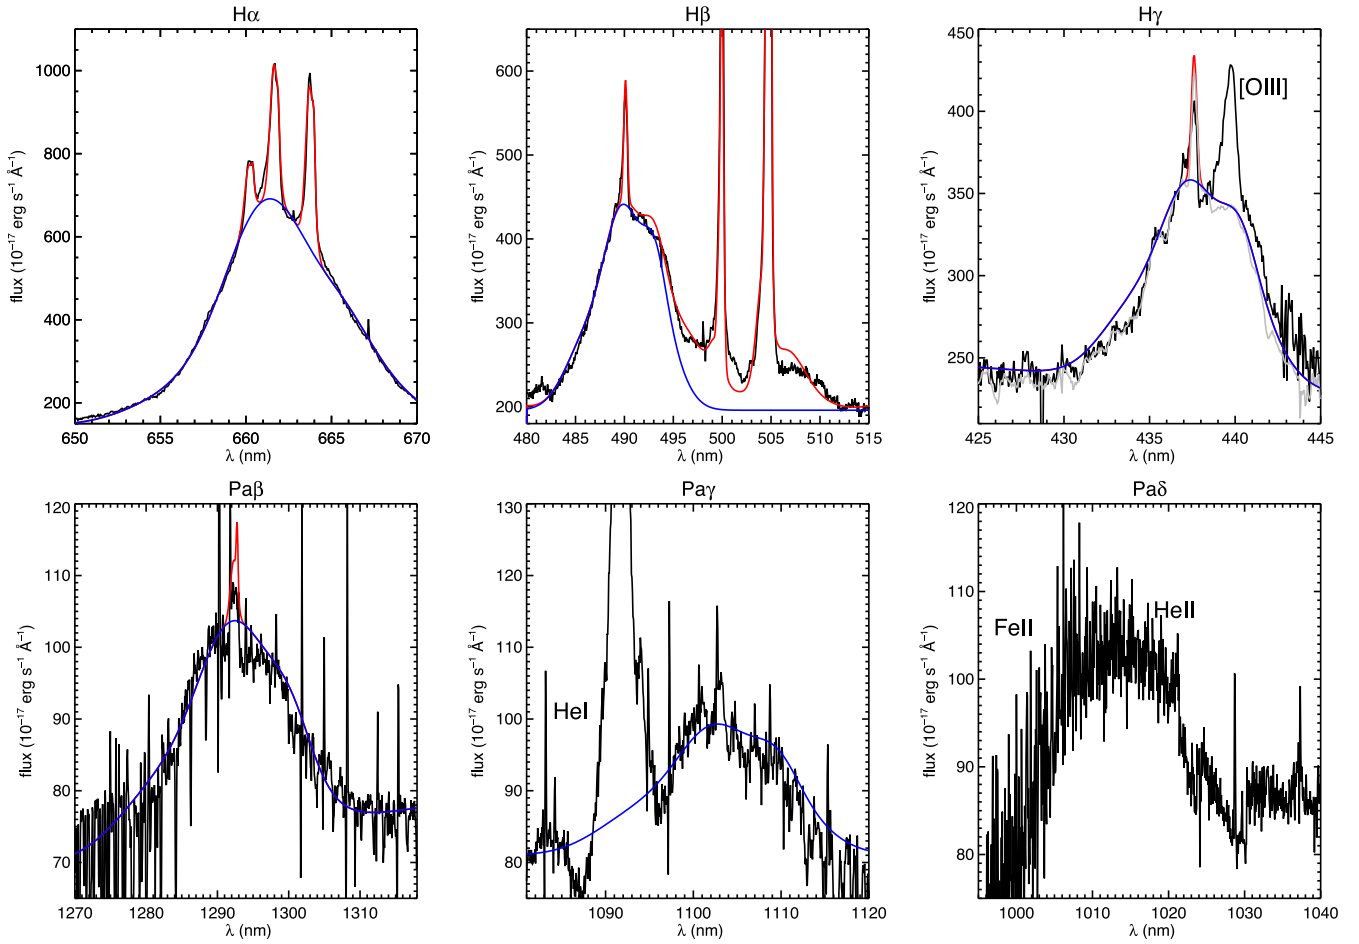 Hα
flux (10⁻¹⁷ erg s⁻¹ Å⁻¹)
1000
800
600
400
200
650 655 660 665 670
λ (nm)
Hβ
flux (10⁻¹⁷ erg s⁻¹ Å⁻¹)
600
500
400
300
200
480 485 490 495 500 505 510 515
λ (nm)
Hγ
[OIII]
flux (10⁻¹⁷ erg s⁻¹ Å⁻¹)
450
400
350
300
250
425 430 435 440 445
λ (nm)
Paβ
flux (10⁻¹⁷ erg s⁻¹ Å⁻¹)
120
110
100
90
80
70
1270 1280 1290 1300 1310
λ (nm)
Paγ
HeI
flux (10⁻¹⁷ erg s⁻¹ Å⁻¹)
130
120
110
100
90
80
1090 1100 1110 1120
λ (nm)
Paδ
FeII
HeII
flux (10⁻¹⁷ erg s⁻¹ Å⁻¹)
120
110
100
90
80
1000 1010 1020 1030 1040
λ (nm)